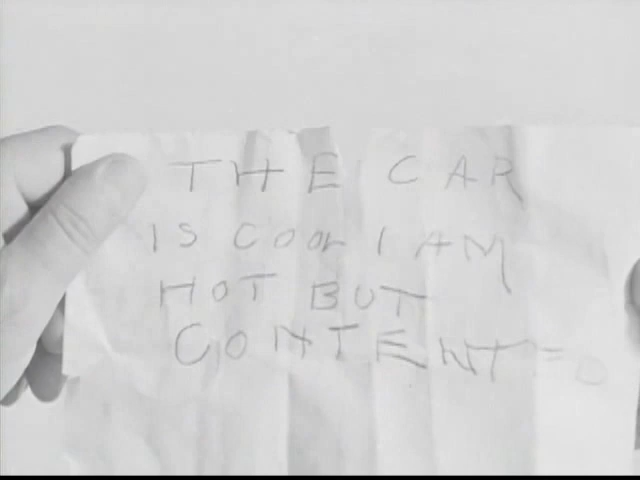 THE CAR
IS COOL I AM
HOT BUT
CONTENT =D